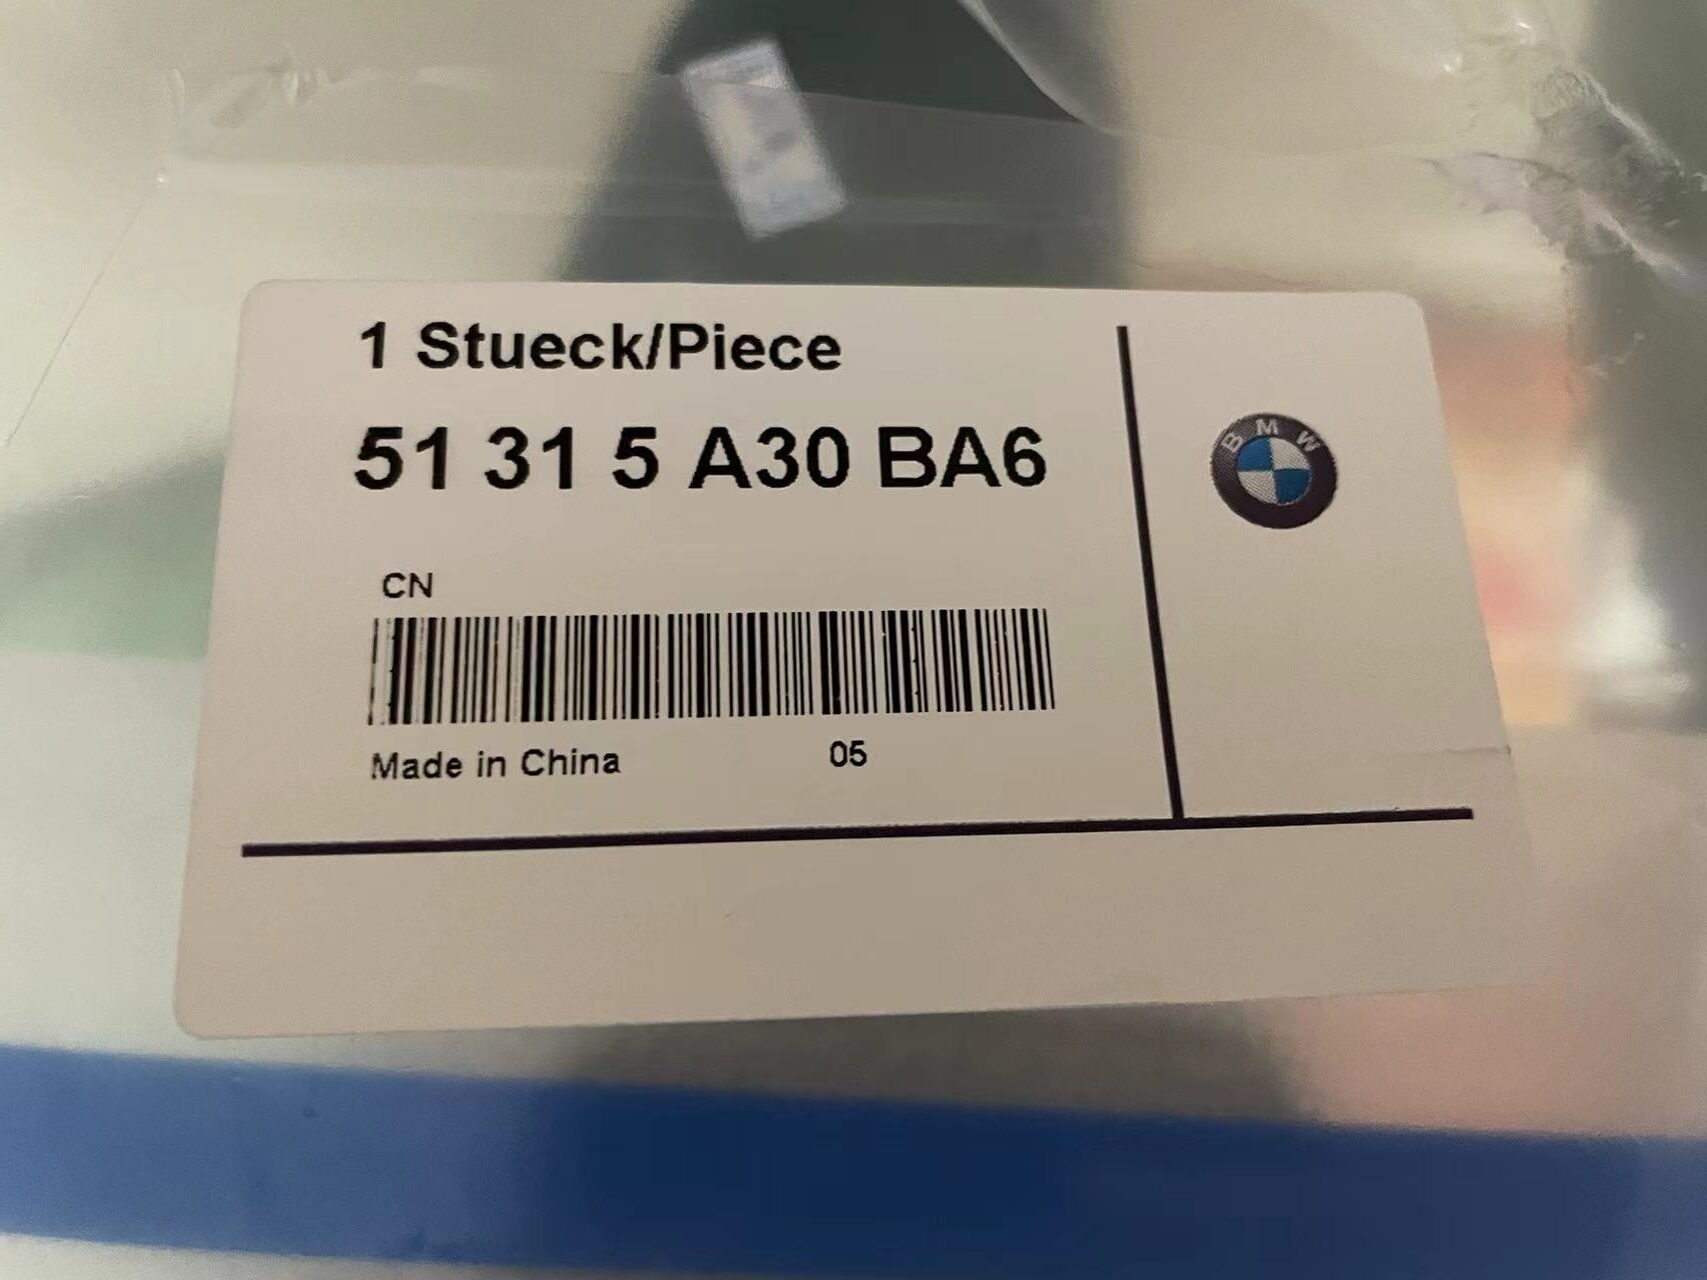 1 Stueck/Piece
51 31 5 A30 BA6
BMW
CN
Made in China 05